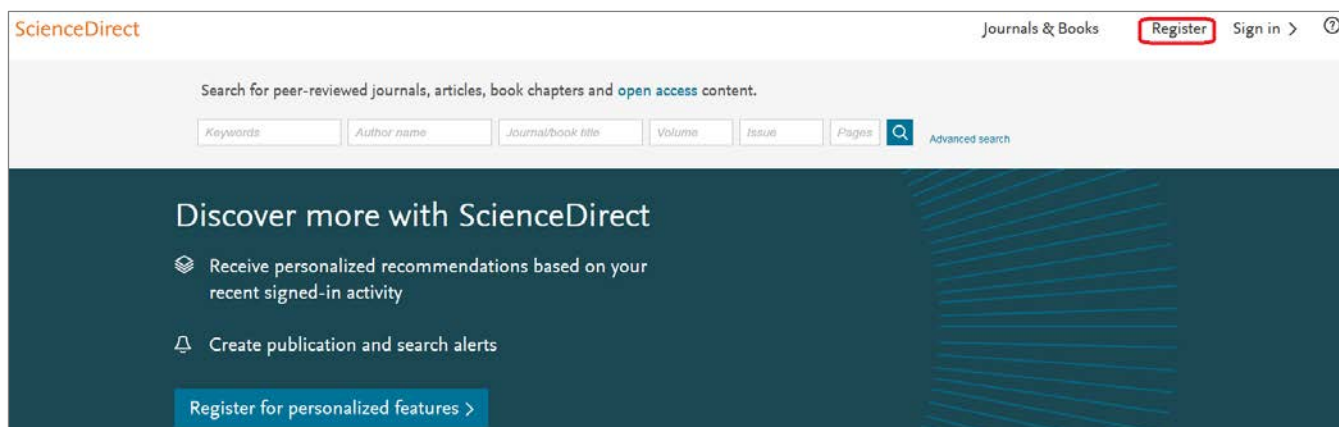 ScienceDirect
Journals & Books
Register
Sign in >
?
Search for peer-reviewed journals, articles, book chapters and open access content.
Keywords
Author name
Journal/book title
Volume
Issue
Pages
Advanced search
Discover more with ScienceDirect
Receive personalized recommendations based on your
recent signed-in activity
Create publication and search alerts
Register for personalized features >